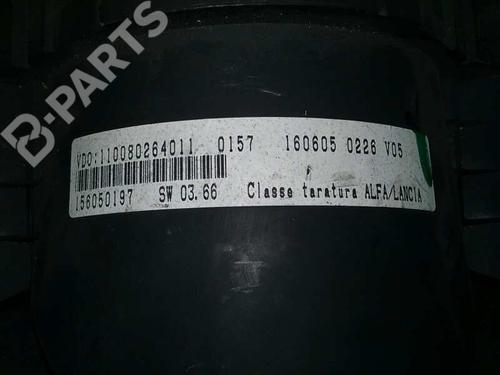 B-PARTS
VDO:110080264011 0157 160605 0226 V05
156050197 SW 03.66 Classe taratura ALFA/LANCIA